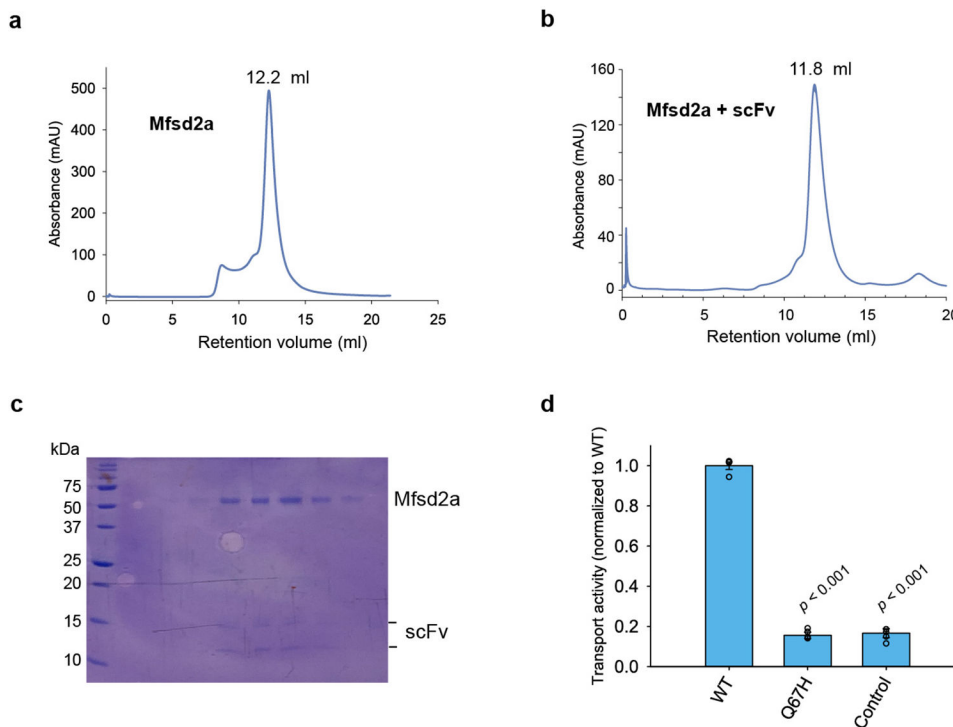 a
12.2 ml
Mfsd2a
Absorbance (mAU)
500
400
300
200
100
0
0 5 10 15 20 25
Retention volume (ml)
b
11.8 ml
Mfsd2a + scFv
Absorbance (mAU)
160
120
80
40
0
0 5 10 15 20
Retention volume (ml)
c
kDa
75
50
37
25
20
15
10
Mfsd2a
scFv
d
Transport activity (normalized to WT)
1.0
0.8
0.6
0.4
0.2
0.0
p < 0.001
p < 0.001
WT
Q67H
Control